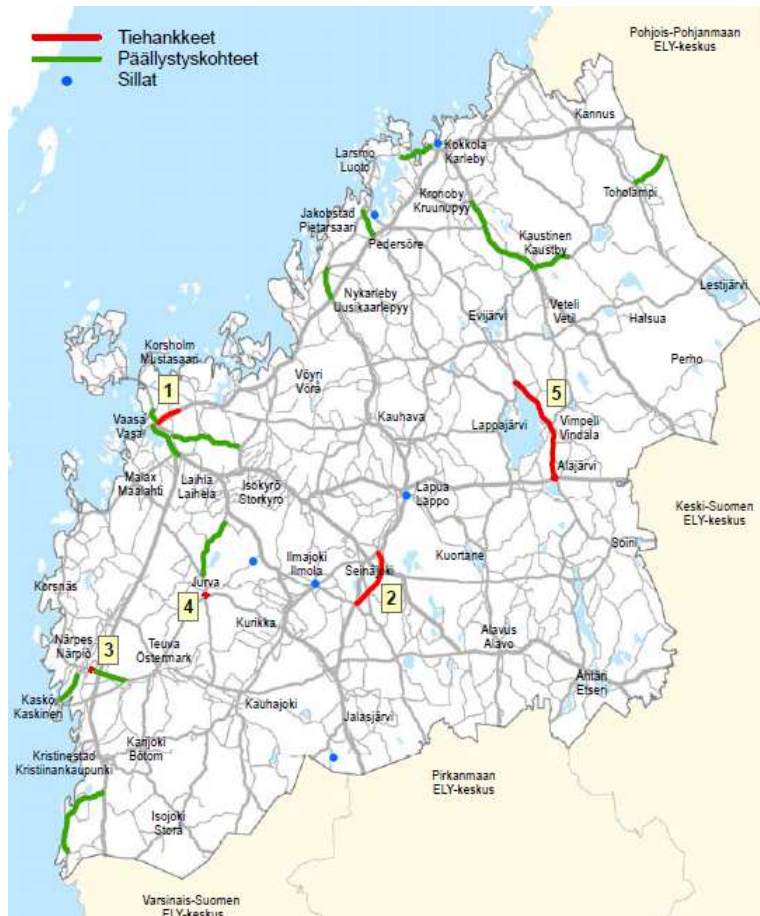 Tiehankkeet
Päällystyskohteet
Sillat
Pohjois-Pohjanmaan
ELY-keskus
Kannus
Kokkola
Karleby
Larsmo
Luoto
Toholampi
Kronoby
Kruunupyy
Jakobstad
Pietarsaari
Pedersöre
Kaustinen
Kaustby
Lestijärvi
Nykarleby
Uusikaarlepyy
Veteli
Vetil
Halsua
Evijärvi
Perho
Korsholm
Mustasaari
1
Vöyri
Vörå
5
Vaasa
Vasa
Kauhava
Lappajärvi
Vimpeli
Vindala
Malax
Maalahti
Laihia
Laihela
Isokyrö
Storkyro
Alajärvi
Lapua
Lappo
Keski-Suomen
ELY-keskus
Soini
Kuortane
Ilmajoki
Ilmola
Seinäjoki
Korsnäs
Jurva
4
2
Kurikka
Närpes
Närpiö
3
Teuva
Östermark
Alavus
Alavo
Ähtäri
Etseri
Kaskö
Kaskinen
Kauhajoki
Jalasjärvi
Karijoki
Bötom
Kristinestad
Kristiinankaupunki
Pirkanmaan
ELY-keskus
Isojoki
Storå
Varsinais-Suomen
ELY-keskus